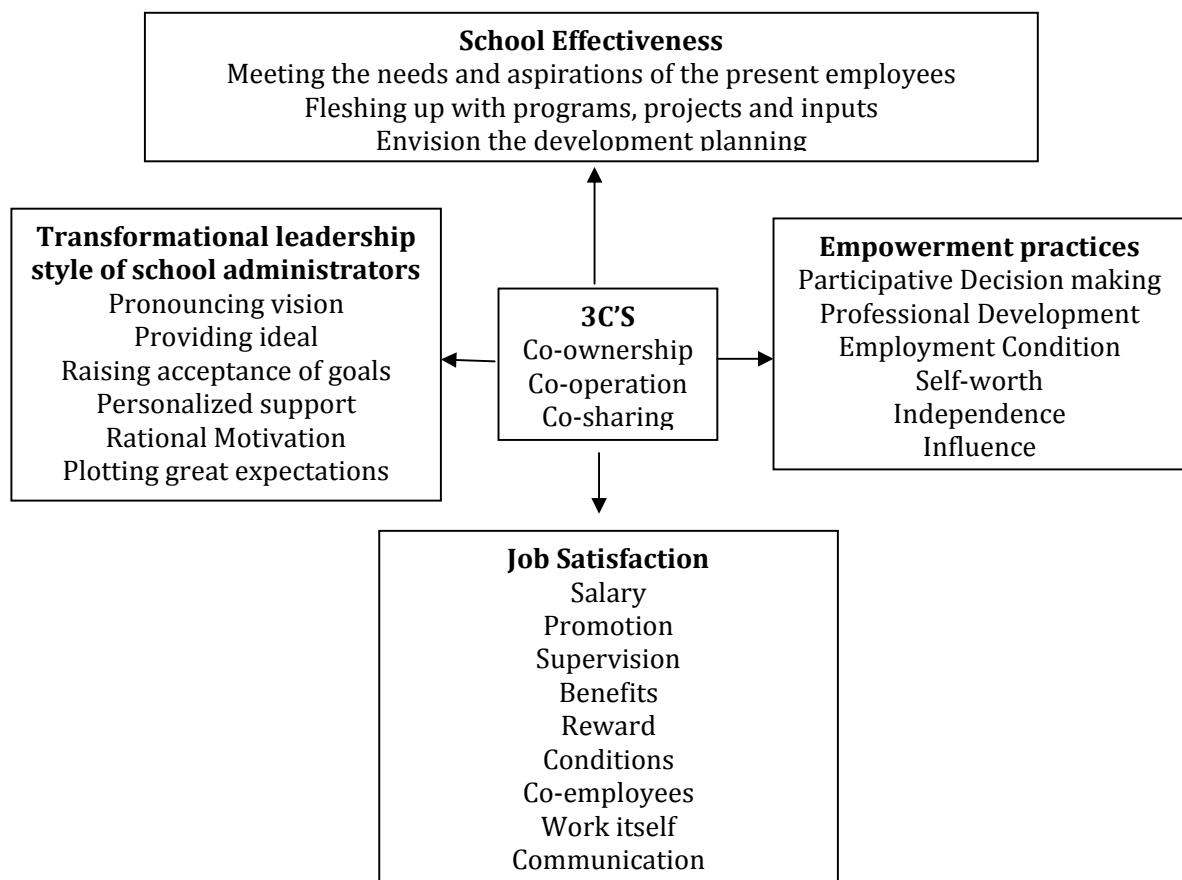 School Effectiveness
Meeting the needs and aspirations of the present employees
Fleshing up with programs, projects and inputs
Envision the development planning
Transformational leadership
style of school administrators
Pronouncing vision
Providing ideal
Raising acceptance of goals
Personalized support
Rational Motivation
Plotting great expectations
3C’S
Co-ownership
Co-operation
Co-sharing
Empowerment practices
Participative Decision making
Professional Development
Employment Condition
Self-worth
Independence
Influence
Job Satisfaction
Salary
Promotion
Supervision
Benefits
Reward
Conditions
Co-employees
Work itself
Communication